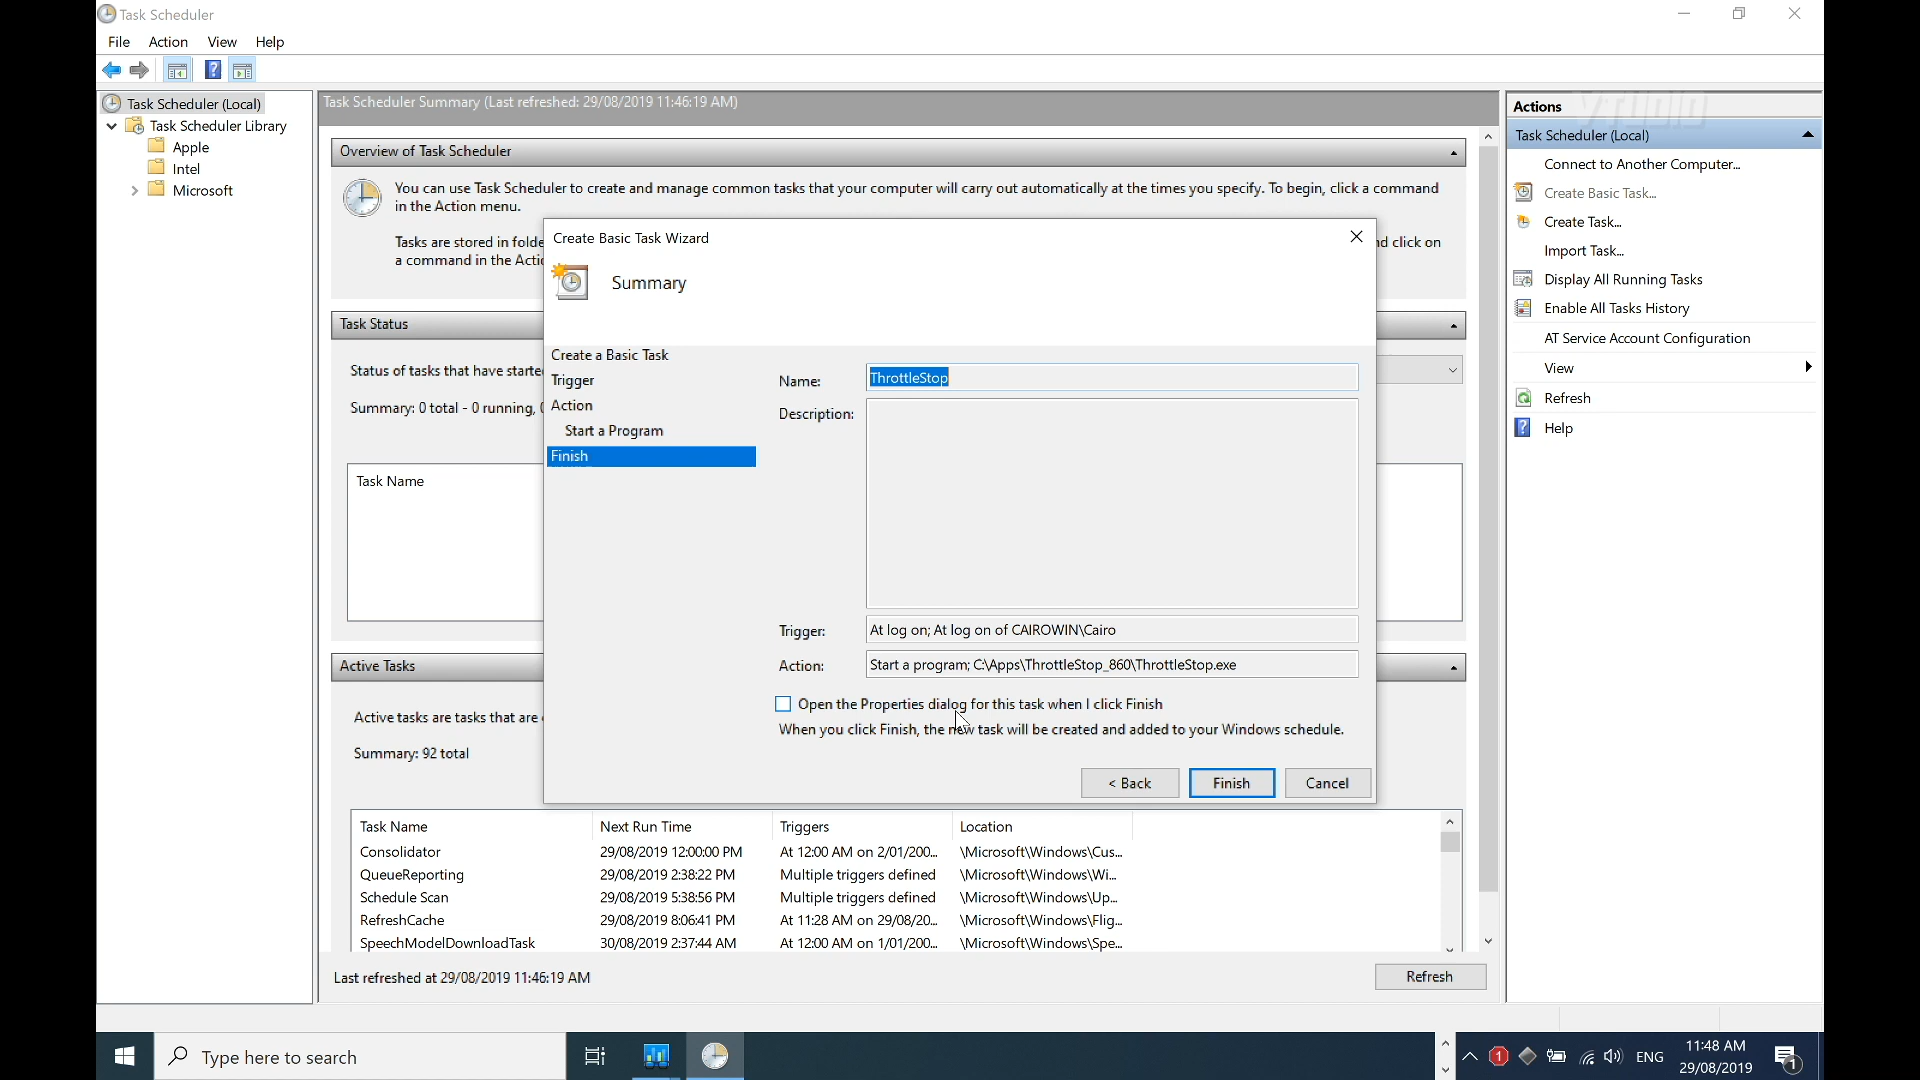 Task Scheduler
File Action View Help
Task Scheduler (Local)
Task Scheduler Library
Apple
Intel
Microsoft
Task Scheduler Summary (Last refreshed: 29/08/2019 11:46:19 AM)
Overview of Task Scheduler
You can use Task Scheduler to create and manage common tasks that your computer will carry out automatically at the times you specify. To begin, click a command
in the Action menu.
Tasks are stored in folde
d click on
a command in the Acti
Task Status
Status of tasks that have starte
Summary: 0 total - 0 running,
Task Name
Active Tasks
Active tasks are tasks that are
Summary: 92 total
Create Basic Task Wizard
Summary
Create a Basic Task
Trigger
Action
Start a Program
Finish
Name: ThrottleStop
Description:
Trigger: At log on; At log on of CAIROWIN\Cairo
Action: Start a program; C:\Apps\ThrottleStop_860\ThrottleStop.exe
Open the Properties dialog for this task when I click Finish
When you click Finish, the new task will be created and added to your Windows schedule.
< Back Finish Cancel
Task Name Next Run Time Triggers Location
Consolidator 29/08/2019 12:00:00 PM At 12:00 AM on 2/01/200... \Microsoft\Windows\Cus...
QueueReporting 29/08/2019 2:38:22 PM Multiple triggers defined \Microsoft\Windows\Wi...
Schedule Scan 29/08/2019 5:38:56 PM Multiple triggers defined \Microsoft\Windows\Up...
RefreshCache 29/08/2019 8:06:41 PM At 11:28 AM on 29/08/20... \Microsoft\Windows\Flig...
SpeechModelDownloadTask 30/08/2019 2:37:44 AM At 12:00 AM on 1/01/200... \Microsoft\Windows\Spe...
Last refreshed at 29/08/2019 11:46:19 AM
Refresh
Actions
Task Scheduler (Local)
Connect to Another Computer...
Create Basic Task...
Create Task...
Import Task...
Display All Running Tasks
Enable All Tasks History
AT Service Account Configuration
View
Refresh
Help
Type here to search
1
ENG
11:48 AM
29/08/2019
1